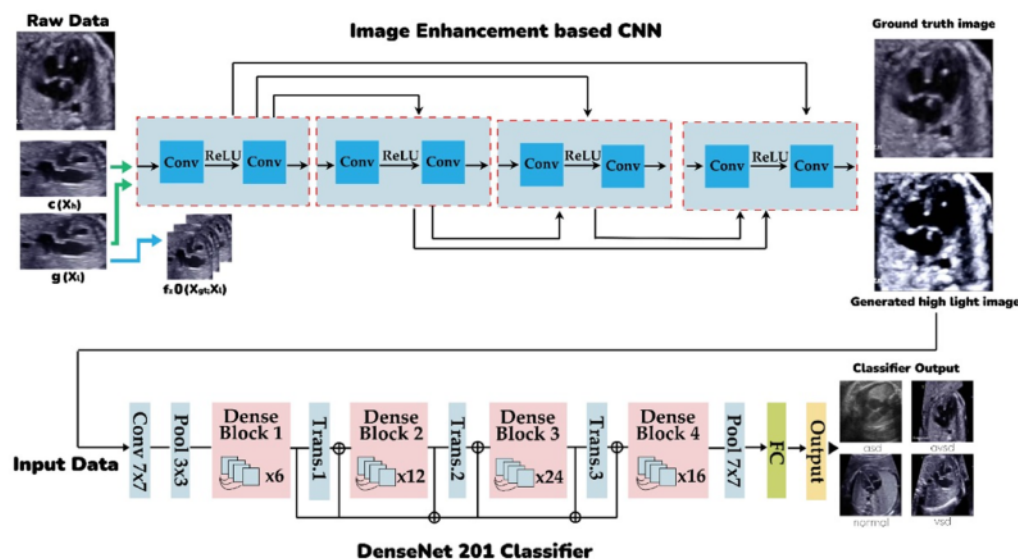 Raw Data
Image Enhancement based CNN
Ground truth image
Conv ReLU Conv
Conv ReLU Conv
Conv ReLU Conv
Conv ReLU Conv
c (Xh)
g (Xi)
Generated high light image
Classifier Output
Input Data
Conv 7x7
Pool 3x3
Dense Block 1
x6
Trans.1
Dense Block 2
x12
Trans.2
Dense Block 3
x24
Trans.3
Dense Block 4
x16
Pool 7x7
FC
Output
asd
avsd
normal
vsd
DenseNet 201 Classifier